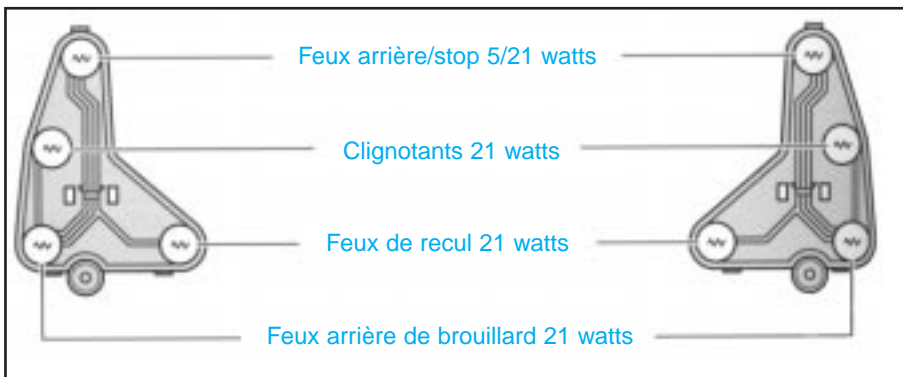 Feux arrière/stop 5/21 watts
Clignotants 21 watts
Feux de recul 21 watts
Feux arrière de brouillard 21 watts